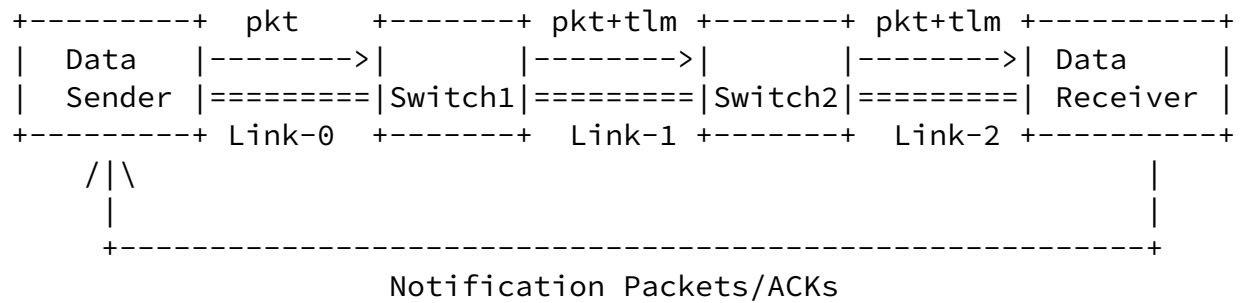 pkt pkt+tlm pkt+tlm
Data Data
Sender Switch1 Switch2 Receiver
Link-0 Link-1 Link-2
Notification Packets/ACKs